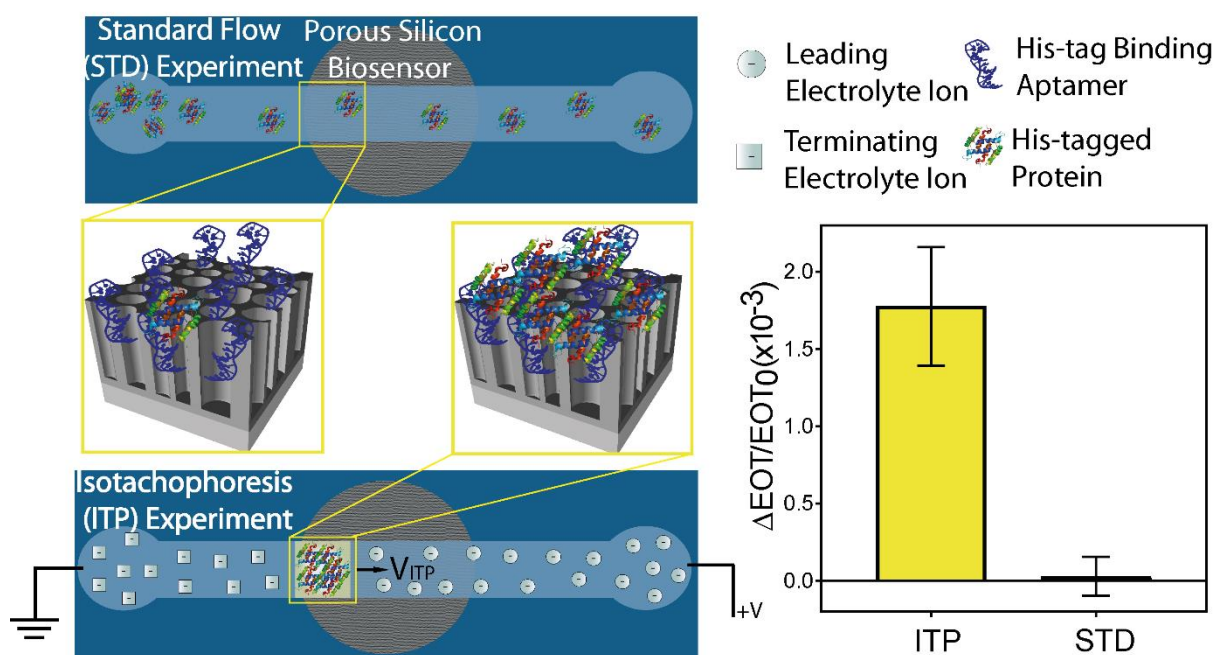 Standard Flow
(STD) Experiment
Porous Silicon
Biosensor
Leading
Electrolyte Ion
His-tag Binding
Aptamer
Terminating
Electrolyte Ion
His-tagged
Protein
Isotachophoresis
(ITP) Experiment
VITP
+V
ΔEOT/EOT0(x10-3)
2.0
1.5
1.0
0.5
0.0
ITP
STD